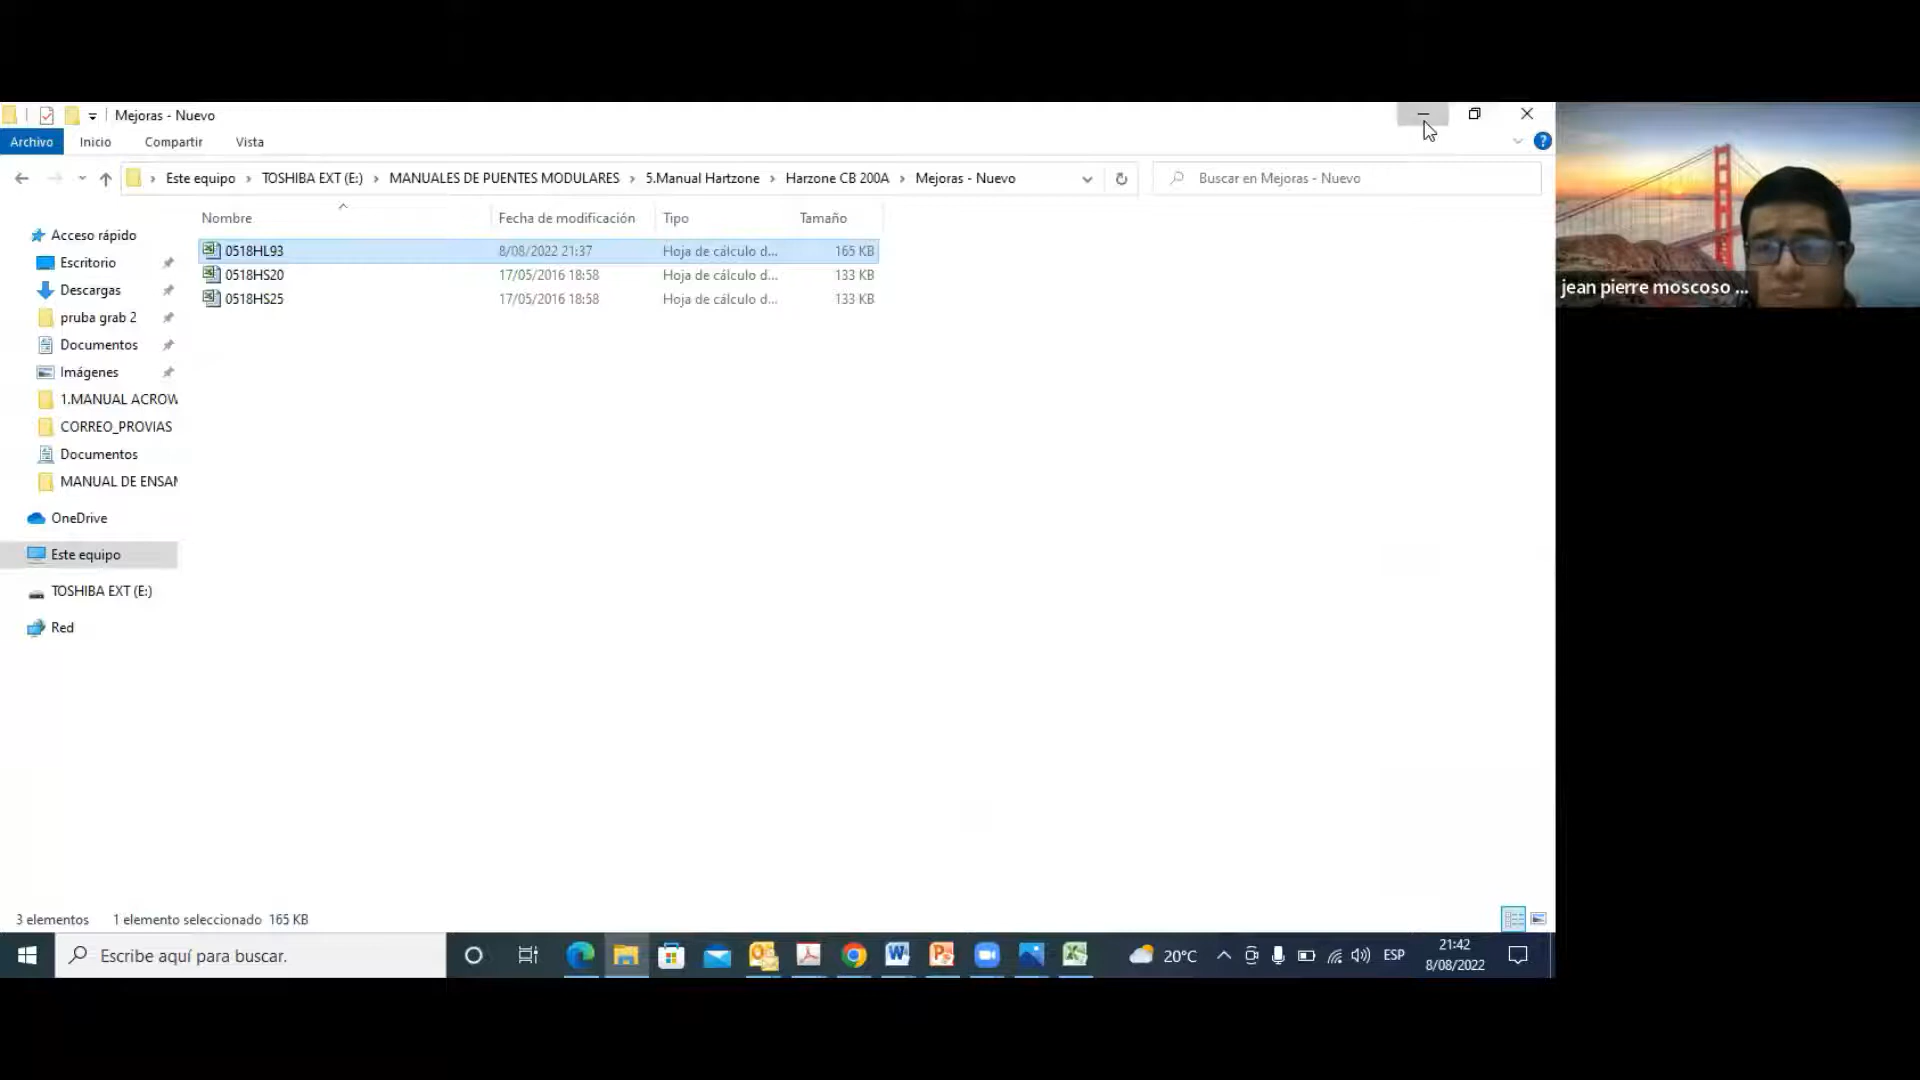 Mejoras - Nuevo
Archivo Inicio Compartir Vista
Este equipo › TOSHIBA EXT (E:) › MANUALES DE PUENTES MODULARES › 5.Manual Hartzone › Harzone CB 200A › Mejoras - Nuevo
Buscar en Mejoras - Nuevo
Nombre Fecha de modificación Tipo Tamaño
0518HL93 8/08/2022 21:37 Hoja de cálculo d... 165 KB
0518HS20 17/05/2016 18:58 Hoja de cálculo d... 133 KB
0518HS25 17/05/2016 18:58 Hoja de cálculo d... 133 KB
Acceso rápido
Escritorio
Descargas
pruba grab 2
Documentos
Imágenes
1.MANUAL ACROW
CORREO_PROVIAS
Documentos
MANUAL DE ENSAM
OneDrive
Este equipo
TOSHIBA EXT (E:)
Red
jean pierre moscoso ...
3 elementos 1 elemento seleccionado 165 KB
Escribe aquí para buscar.
20°C
ESP
21:42
8/08/2022